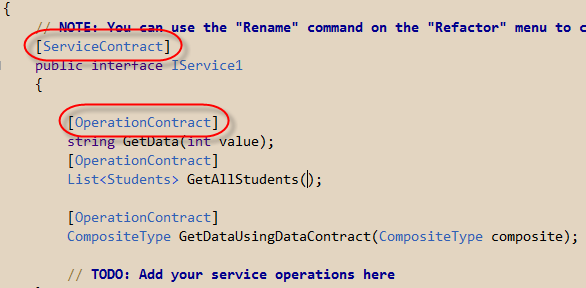 {
// NOTE: You can use the "Rename" command on the "Refactor" menu to c
[ServiceContract]
public interface IService1
{
[OperationContract]
string GetData(int value);
[OperationContract]
List<Students> GetAllStudents();
[OperationContract]
CompositeType GetDataUsingDataContract(CompositeType composite);
// TODO: Add your service operations here